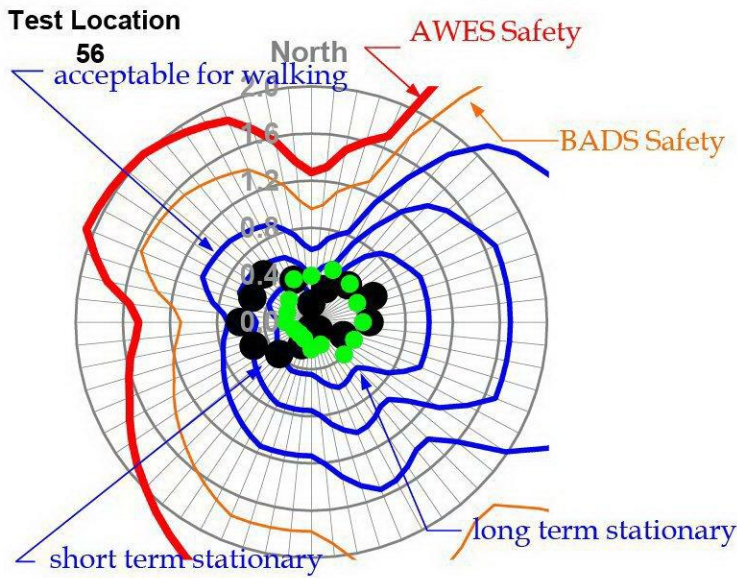 Test Location
56
North
AWES Safety
acceptable for walking
2.0
1.6
BADS Safety
1.2
0.8
0.4
0.0
long term stationary
short term stationary